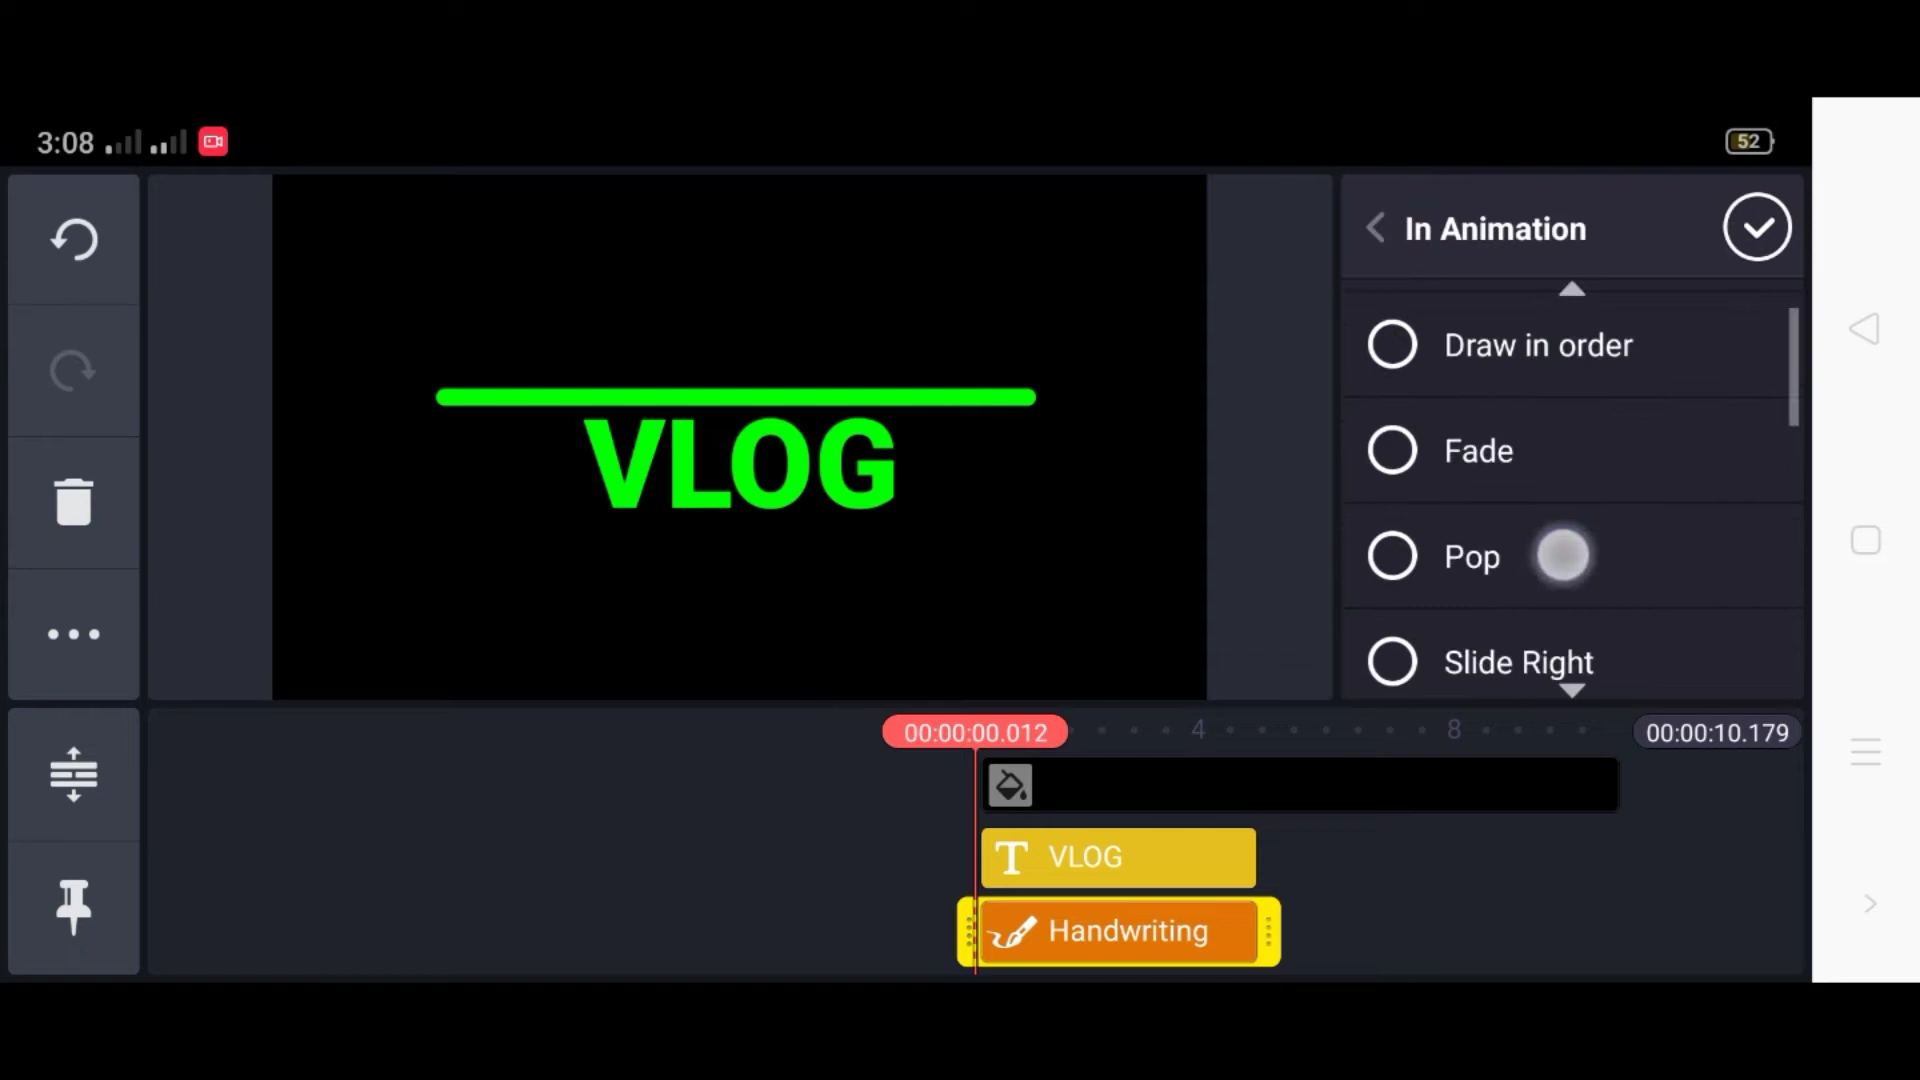 3:08
52
In Animation
Draw in order
Fade
Pop
Slide Right
VLOG
00:00:00.012
4
8
00:00:10.179
T VLOG
Handwriting